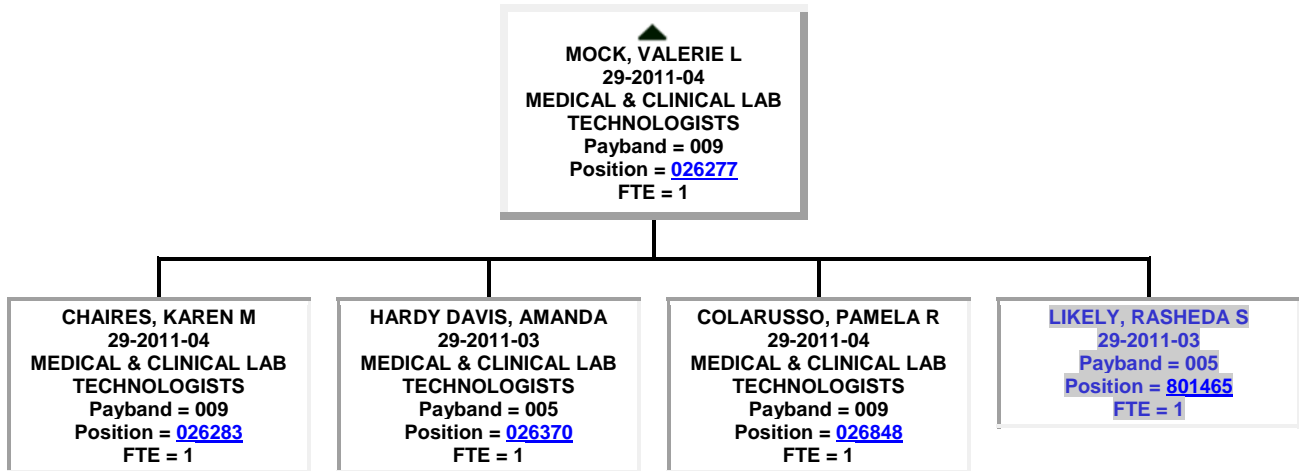 MOCK, VALERIE L
29-2011-04
MEDICAL & CLINICAL LAB
TECHNOLOGISTS
Payband = 009
Position = 026277
FTE = 1
CHAIRES, KAREN M
29-2011-04
MEDICAL & CLINICAL LAB
TECHNOLOGISTS
Payband = 009
Position = 026283
FTE = 1
HARDY DAVIS, AMANDA
29-2011-03
MEDICAL & CLINICAL LAB
TECHNOLOGISTS
Payband = 005
Position = 026370
FTE = 1
COLARUSSO, PAMELA R
29-2011-04
MEDICAL & CLINICAL LAB
TECHNOLOGISTS
Payband = 009
Position = 026848
FTE = 1
LIKELY, RASHEDA S
29-2011-03
Payband = 005
Position = 801465
FTE = 1